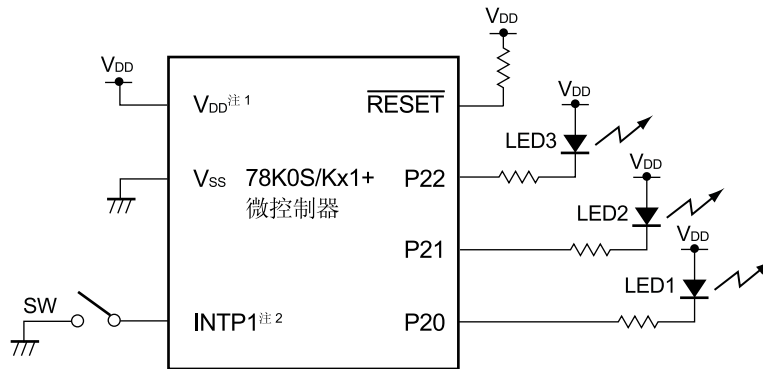 VDD
VDD
VDD注1
RESET
VDD
LED3
VSS
78K0S/Kx1+
微控制器
P22
VDD
LED2
P21
VDD
LED1
SW
INTP1注2
P20